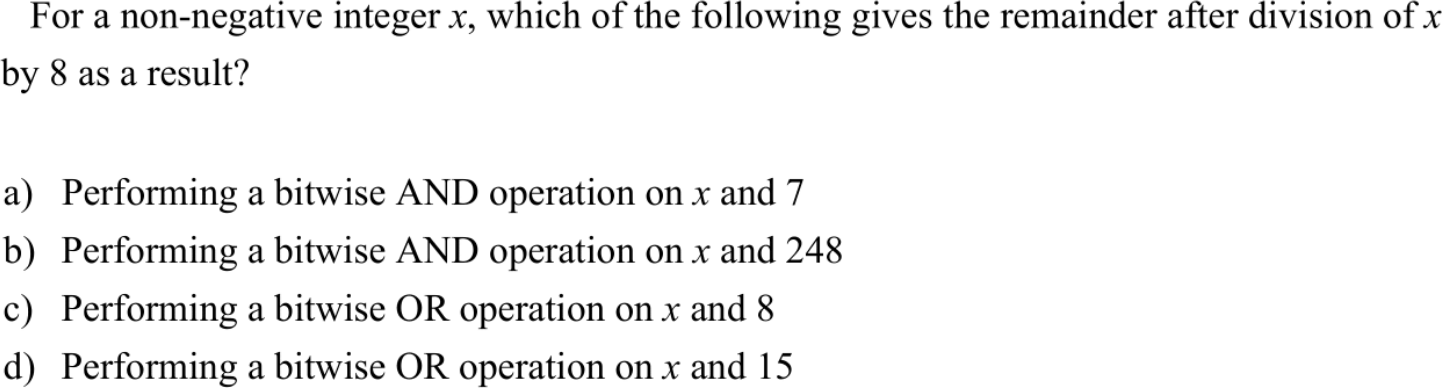 For a non-negative integer x, which of the following gives the remainder after division of x
by 8 as a result?
a) Performing a bitwise AND operation on x and 7
b) Performing a bitwise AND operation on x and 248
c) Performing a bitwise OR operation on x and 8
d) Performing a bitwise OR operation on x and 15